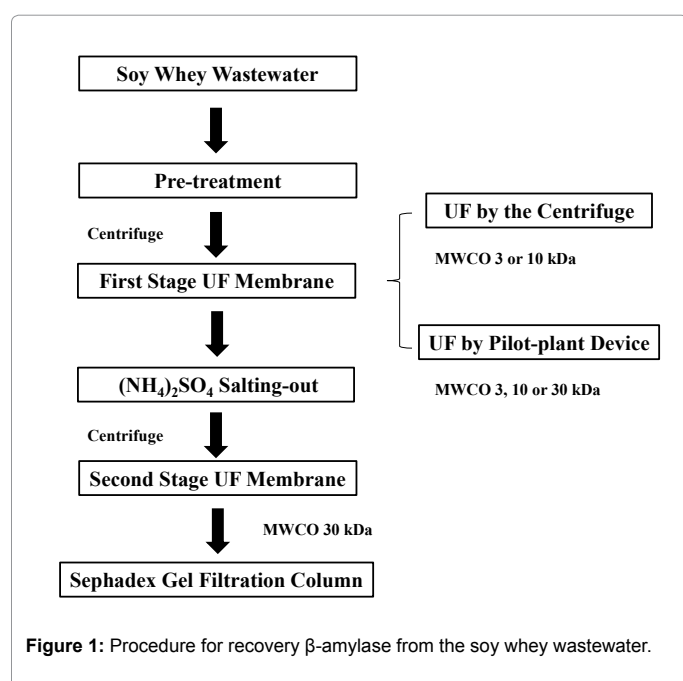 Soy Whey Wastewater
Pre-treatment
Centrifuge
First Stage UF Membrane
UF by the Centrifuge
MWCO 3 or 10 kDa
UF by Pilot-plant Device
MWCO 3, 10 or 30 kDa
(NH₄)₂SO₄ Salting-out
Centrifuge
Second Stage UF Membrane
MWCO 30 kDa
Sephadex Gel Filtration Column
Figure 1: Procedure for recovery β-amylase from the soy whey wastewater.